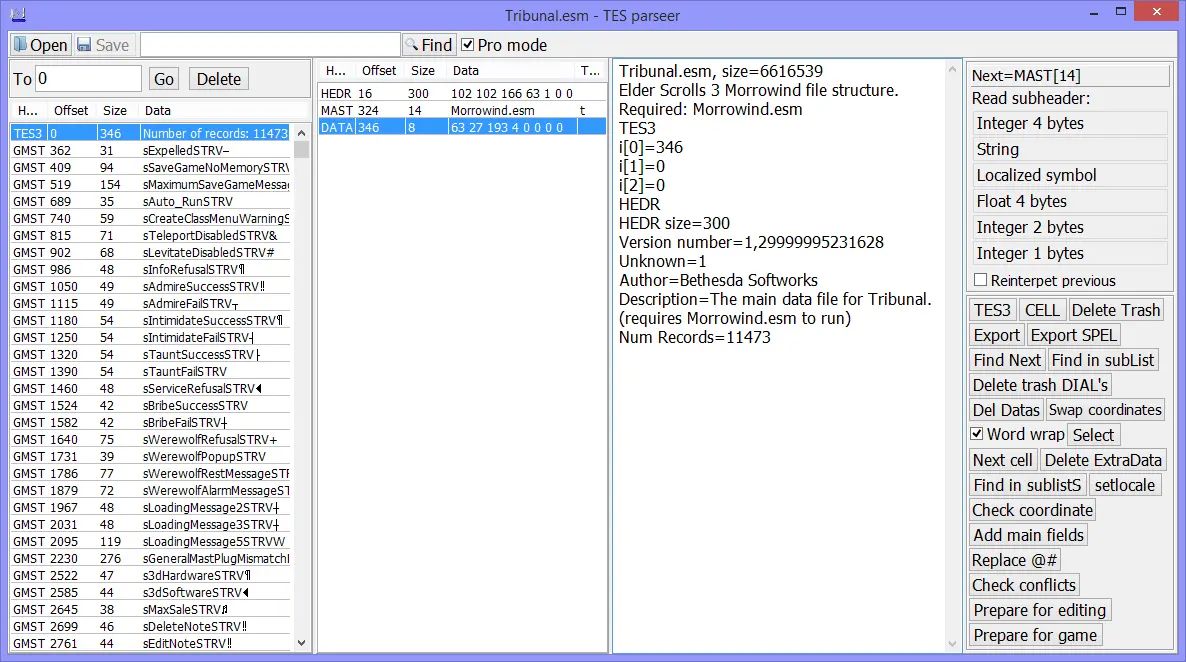 Tribunal.esm - TES parseer
Open Save Find Pro mode
To 0 Go Delete
H... Offset Size Data
TES3 0 346 Number of records: 11473
GMST 362 31 sExpelledSTRV–
GMST 409 94 sSaveGameNoMemorySTRV
GMST 519 154 sMaximumSaveGameMessag
GMST 689 35 sAuto_RunSTRV
GMST 740 59 sCreateClassMenuWarningS
GMST 815 71 sTeleportDisabledSTRV&
GMST 902 68 sLevitateDisabledSTRV#
GMST 986 48 sInfoRefusalSTRV¶
GMST 1050 49 sAdmireSuccessSTRV‼
GMST 1115 49 sAdmireFailSTRV┬
GMST 1180 54 sIntimidateSuccessSTRV¶
GMST 1250 54 sIntimidateFailSTRV┤
GMST 1320 54 sTauntSuccessSTRV├
GMST 1390 54 sTauntFailSTRV
GMST 1460 48 sServiceRefusalSTRV◄
GMST 1524 42 sBribeSuccessSTRV
GMST 1582 42 sBribeFailSTRV┼
GMST 1640 75 sWerewolfRefusalSTRV+
GMST 1731 39 sWerewolfPopupSTRV
GMST 1786 77 sWerewolfRestMessageSTR
GMST 1879 72 sWerewolfAlarmMessageST
GMST 1967 48 sLoadingMessage2STRV┼
GMST 2031 48 sLoadingMessage3STRV┼
GMST 2095 119 sLoadingMessage5STRVW
GMST 2230 276 sGeneralMastPlugMismatch
GMST 2522 47 s3dHardwareSTRV¶
GMST 2585 44 s3dSoftwareSTRV◄
GMST 2645 38 sMaxSaleSTRV♫
GMST 2699 46 sDeleteNoteSTRV‼
GMST 2761 44 sEditNoteSTRV‼
H... Offset Size Data T...
HEDR 16 300 102 102 166 63 1 0 0
MAST 324 14 Morrowind.esm t
DATA 346 8 63 27 193 4 0 0 0 0
Tribunal.esm, size=6616539
Elder Scrolls 3 Morrowind file structure.
Required: Morrowind.esm
TES3
i[0]=346
i[1]=0
i[2]=0
HEDR
HEDR size=300
Version number=1,29999995231628
Unknown=1
Author=Bethesda Softworks
Description=The main data file for Tribunal.
(requires Morrowind.esm to run)
Num Records=11473
Next=MAST[14]
Read subheader:
Integer 4 bytes
String
Localized symbol
Float 4 bytes
Integer 2 bytes
Integer 1 bytes
Reinterpet previous
TES3 CELL Delete Trash
Export Export SPEL
Find Next Find in subList
Delete trash DIAL's
Del Datas Swap coordinates
Word wrap Select
Next cell Delete ExtraData
Find in sublistS setlocale
Check coordinate
Add main fields
Replace @#
Check conflicts
Prepare for editing
Prepare for game